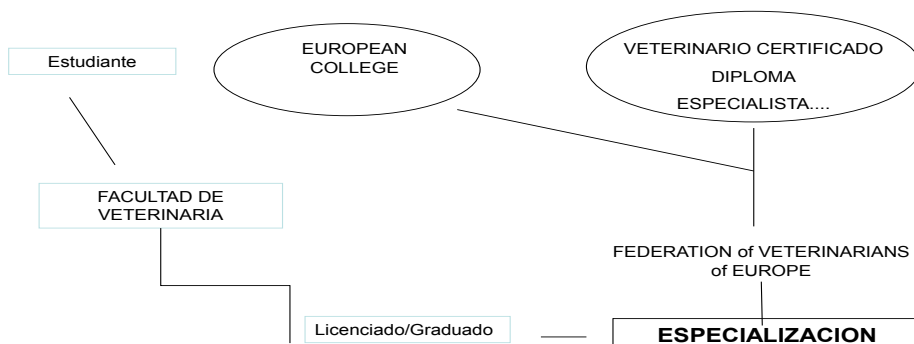 Estudiante
EUROPEAN
COLLEGE
VETERINARIO CERTIFICADO
DIPLOMA
ESPECIALISTA....
FACULTAD DE
VETERINARIA
FEDERATION of VETERINARIANS
of EUROPE
Licenciado/Graduado
ESPECIALIZACION